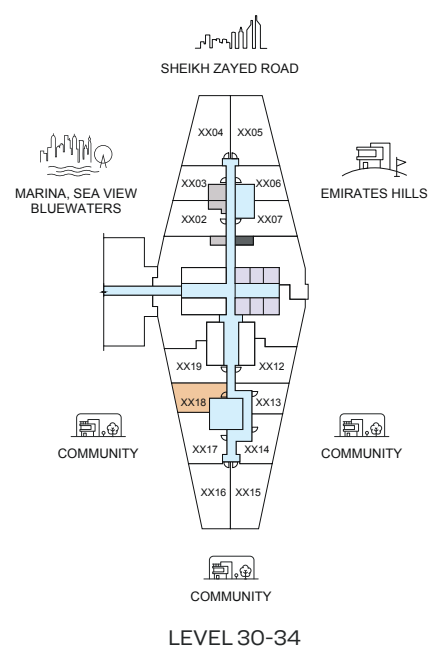 SHEIKH ZAYED ROAD
XX04 XX05
MARINA, SEA VIEW
BLUEWATERS
XX03 XX06
EMIRATES HILLS
XX02 XX07
XX19 XX12
XX18 XX13
COMMUNITY
XX17 XX14
COMMUNITY
XX16 XX15
COMMUNITY
LEVEL 30-34